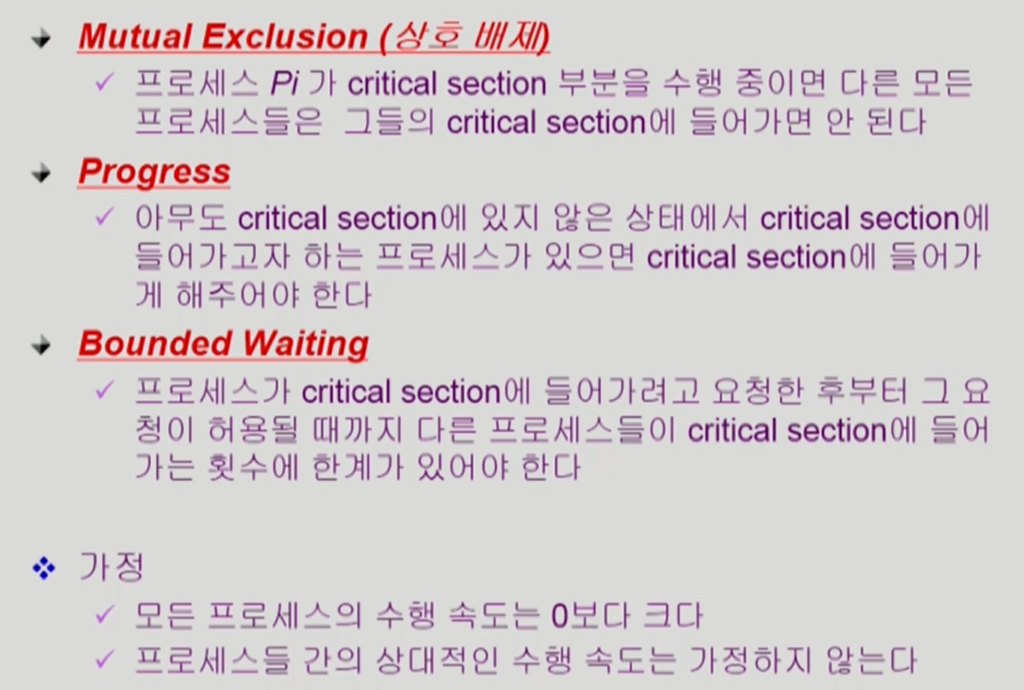 Mutual Exclusion (상호 배제)
프로세스 Pi 가 critical section 부분을 수행 중이면 다른 모든
프로세스들은 그들의 critical section에 들어가면 안 된다
Progress
아무도 critical section에 있지 않은 상태에서 critical section에
들어가고자 하는 프로세스가 있으면 critical section에 들어가
게 해주어야 한다
Bounded Waiting
프로세스가 critical section에 들어가려고 요청한 후부터 그 요
청이 허용될 때까지 다른 프로세스들이 critical section에 들어
가는 횟수에 한계가 있어야 한다
가정
모든 프로세스의 수행 속도는 0보다 크다
프로세스들 간의 상대적인 수행 속도는 가정하지 않는다